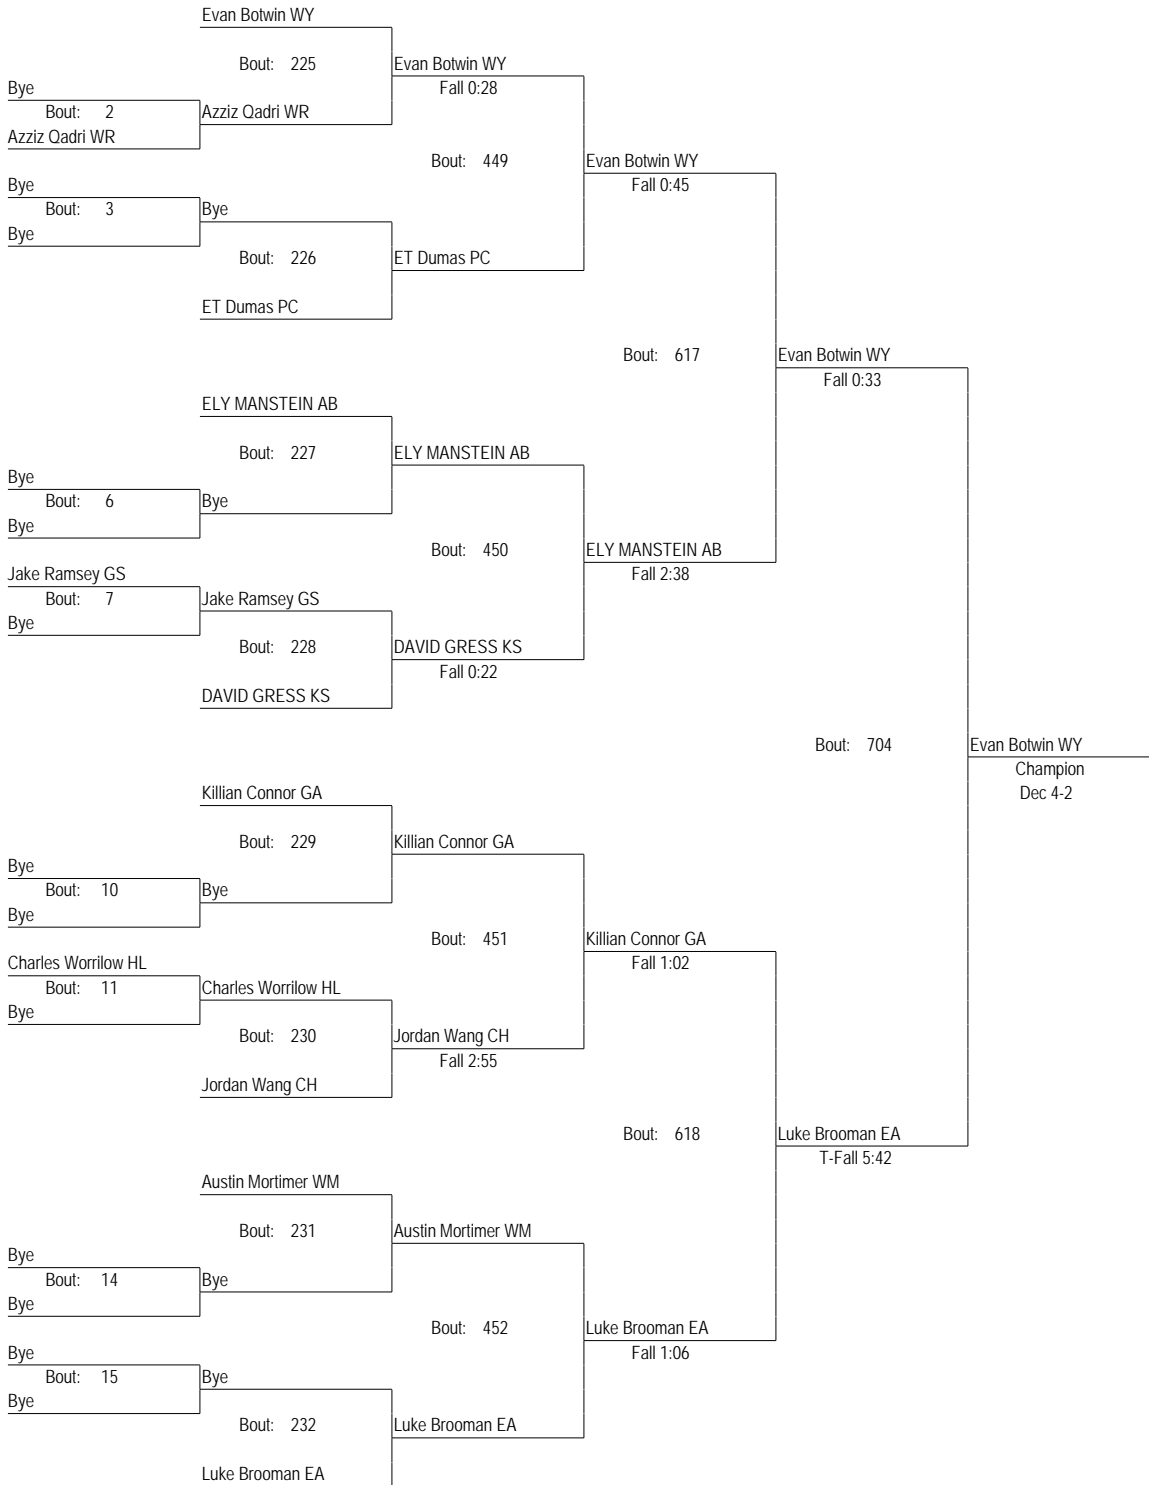 Evan Botwin WY
Bout: 225
Evan Botwin WY
Fall 0:28
Bye
Bout: 2
Azziz Qadri WR
Azziz Qadri WR
Bout: 449
Evan Botwin WY
Fall 0:45
Bye
Bout: 3
Bye
Bye
Bout: 226
ET Dumas PC
ET Dumas PC
Bout: 617
Evan Botwin WY
Fall 0:33
ELY MANSTEIN AB
Bout: 227
ELY MANSTEIN AB
Bye
Bout: 6
Bye
Bye
Bout: 450
ELY MANSTEIN AB
Fall 2:38
Jake Ramsey GS
Bout: 7
Jake Ramsey GS
Bye
Bout: 228
DAVID GRESS KS
Fall 0:22
DAVID GRESS KS
Bout: 704
Evan Botwin WY
Champion
Dec 4-2
Killian Connor GA
Bout: 229
Killian Connor GA
Bye
Bout: 10
Bye
Bye
Bout: 451
Killian Connor GA
Fall 1:02
Charles Worrilow HL
Bout: 11
Charles Worrilow HL
Bye
Bout: 230
Jordan Wang CH
Fall 2:55
Jordan Wang CH
Bout: 618
Luke Brooman EA
T-Fall 5:42
Austin Mortimer WM
Bout: 231
Austin Mortimer WM
Bye
Bout: 14
Bye
Bye
Bout: 452
Luke Brooman EA
Fall 1:06
Bye
Bout: 15
Bye
Bye
Bout: 232
Luke Brooman EA
Luke Brooman EA